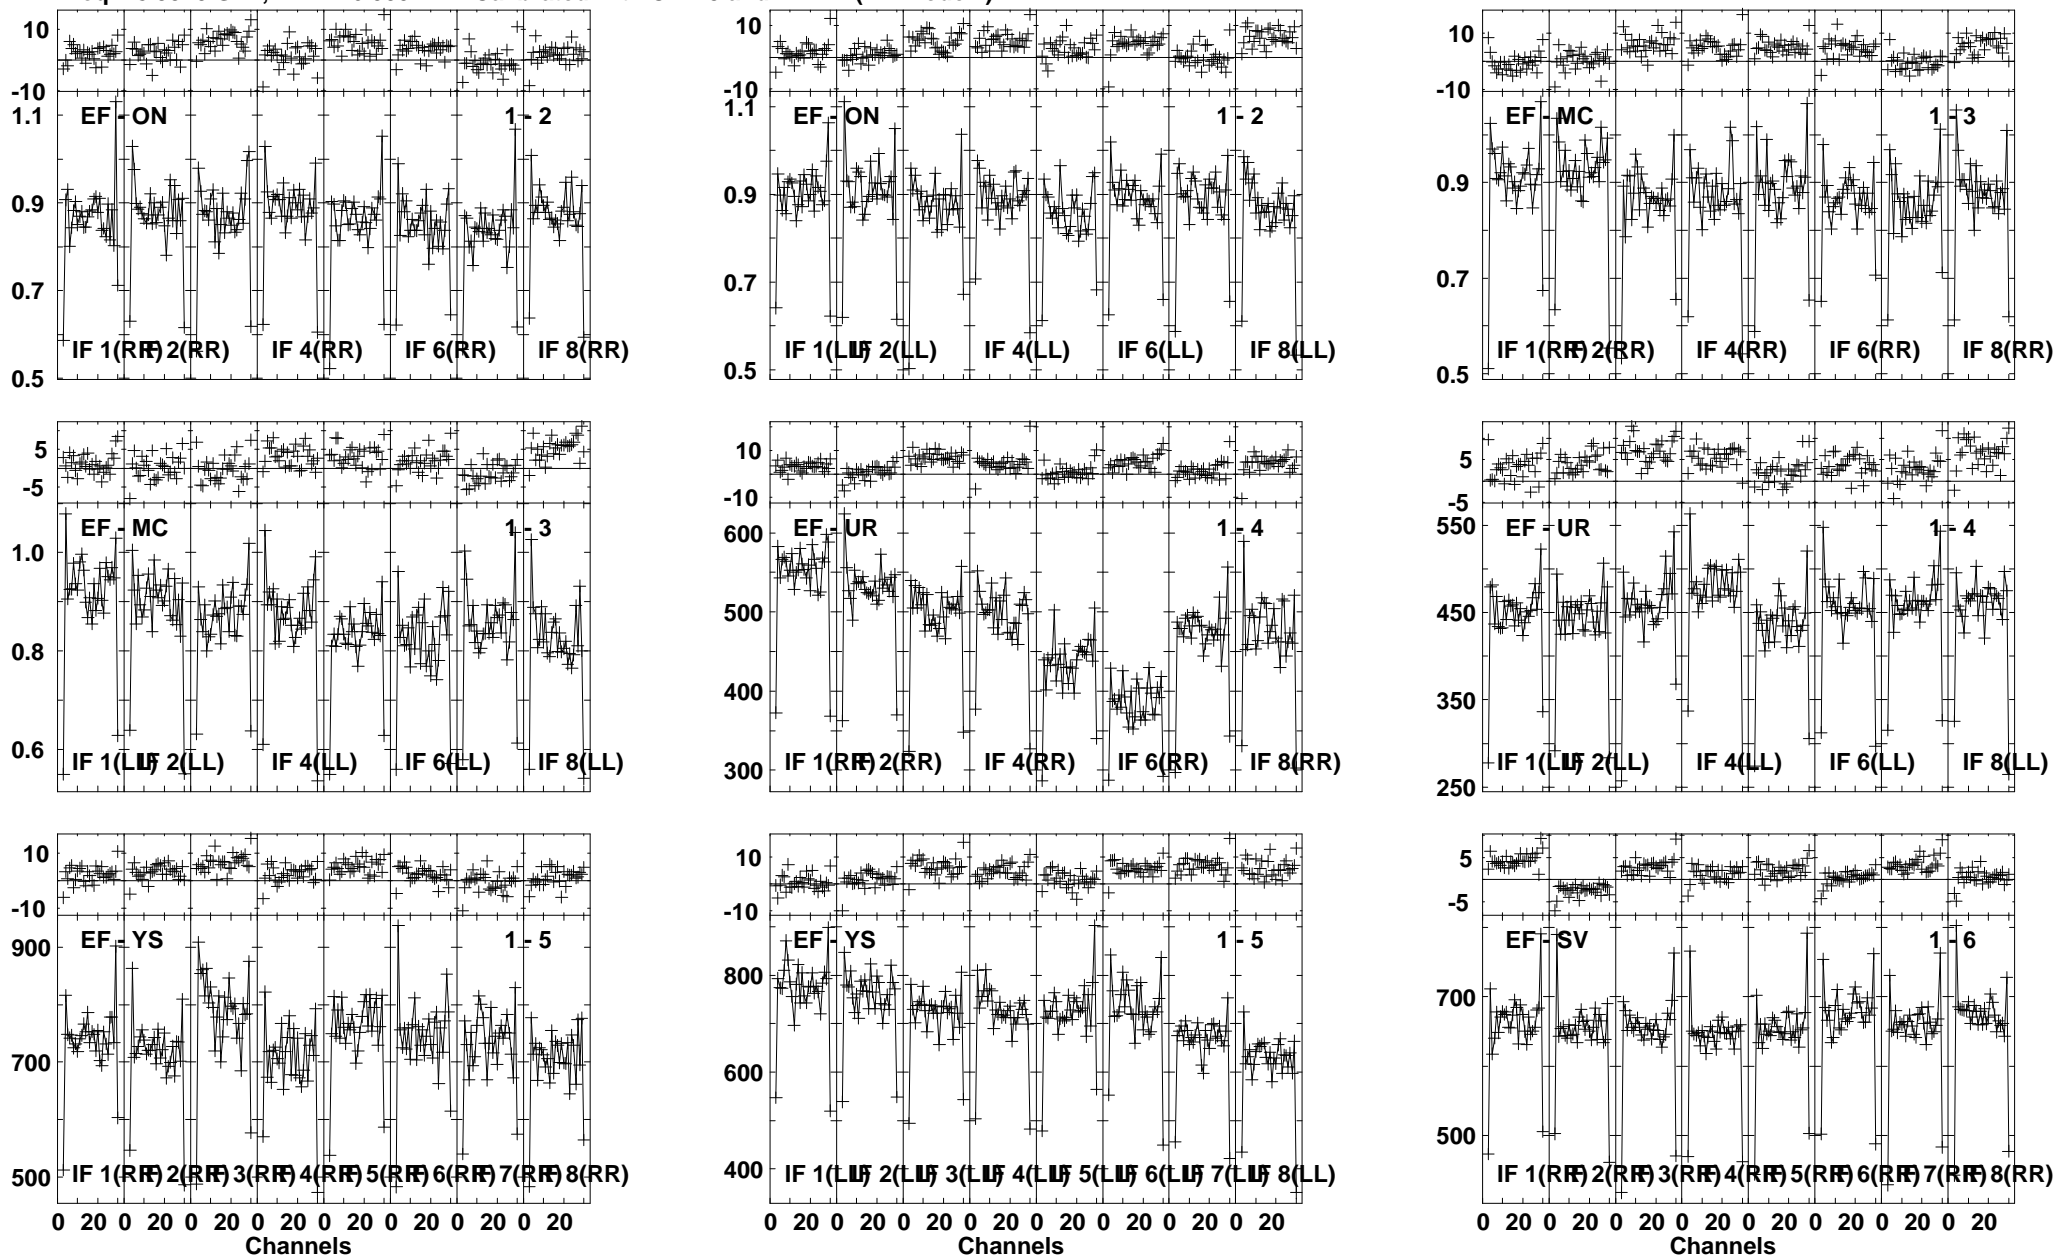 10
-10
EF - ON 1 - 2
1.1
0.9
0.7
0.5
IF 1(RR) IF 2(RR) IF 4(RR) IF 6(RR) IF 8(RR)
10
-10
EF - ON 1 - 2
1.1
0.9
0.7
0.5
IF 1(LL) IF 2(LL) IF 4(LL) IF 6(LL) IF 8(LL)
10
-10
EF - MC 1 - 3
0.9
0.7
0.5
IF 1(RR) IF 2(RR) IF 4(RR) IF 6(RR) IF 8(RR)
5
-5
EF - MC 1 - 3
1.0
0.8
0.6
IF 1(LL) IF 2(LL) IF 4(LL) IF 6(LL) IF 8(LL)
10
-10
EF - UR 1 - 4
600
500
400
300
IF 1(RR) IF 2(RR) IF 4(RR) IF 6(RR) IF 8(RR)
5
-5
EF - UR 1 - 4
550
450
350
250
IF 1(LL) IF 2(LL) IF 4(LL) IF 6(LL) IF 8(LL)
10
-10
EF - YS 1 - 5
900
700
500
IF 1(RR) IF 2(RR) IF 3(RR) IF 4(RR) IF 5(RR) IF 6(RR) IF 7(RR) IF 8(RR)
0 20 0 20 0 20 0 20 0 20 0 20 0 20 0 20
Channels
10
-10
EF - YS 1 - 5
800
600
400
IF 1(LL) IF 2(LL) IF 3(LL) IF 4(LL) IF 5(LL) IF 6(LL) IF 7(LL) IF 8(LL)
0 20 0 20 0 20 0 20 0 20 0 20 0 20 0 20
Channels
5
-5
EF - SV 1 - 6
700
500
IF 1(RR) IF 2(RR) IF 3(RR) IF 4(RR) IF 5(RR) IF 6(RR) IF 7(RR) IF 8(RR)
0 20 0 20 0 20 0 20 0 20 0 20 0 20 0 20
Channels